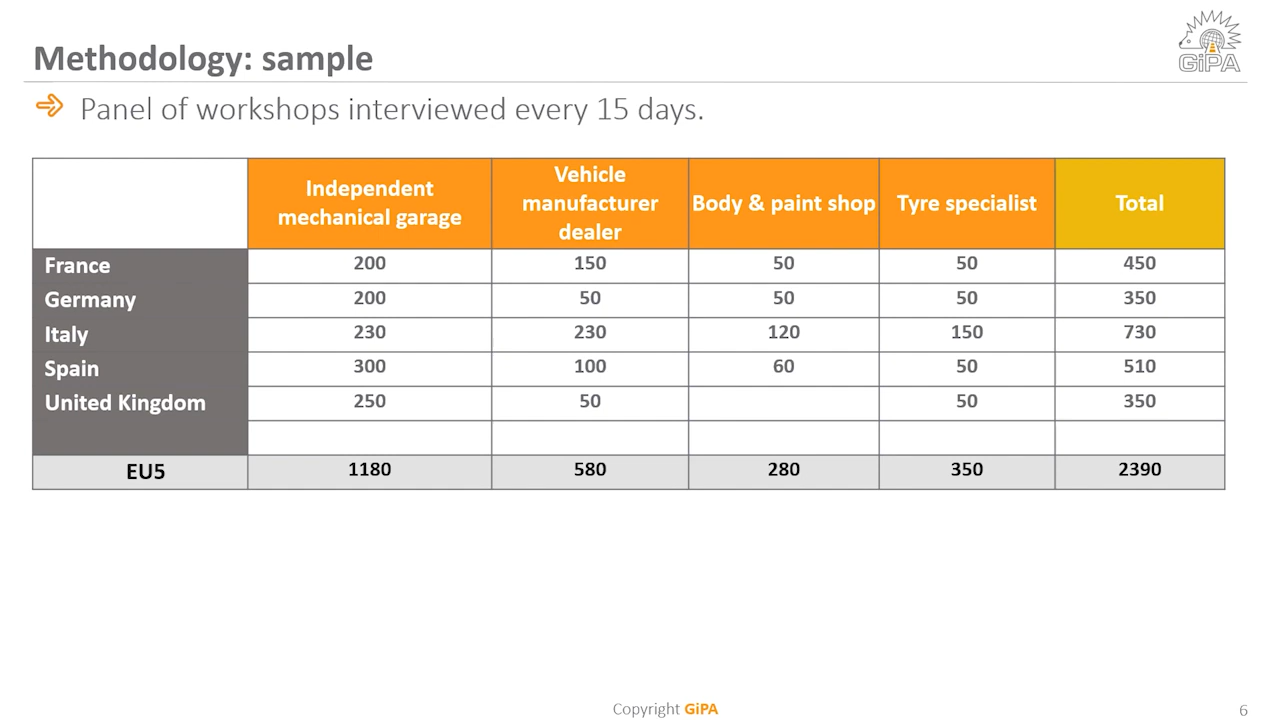 Methodology: sample
GiPA
Panel of workshops interviewed every 15 days.
Independent mechanical garage Vehicle manufacturer dealer Body & paint shop Tyre specialist Total
France 200 150 50 50 450
Germany 200 50 50 50 350
Italy 230 230 120 150 730
Spain 300 100 60 50 510
United Kingdom 250 50 50 350
EU5 1180 580 280 350 2390
Copyright GiPA
6